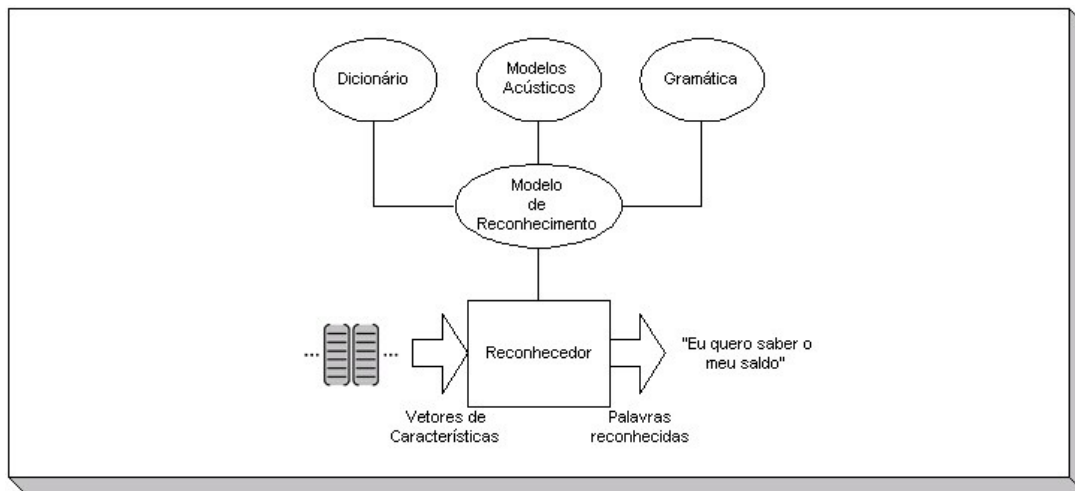 Dicionário
Modelos
Acústicos
Gramática
Modelo
de
Reconhecimento
... ...
Reconhecedor
"Eu quero saber o
meu saldo"
Vetores de
Características
Palavras
reconhecidas